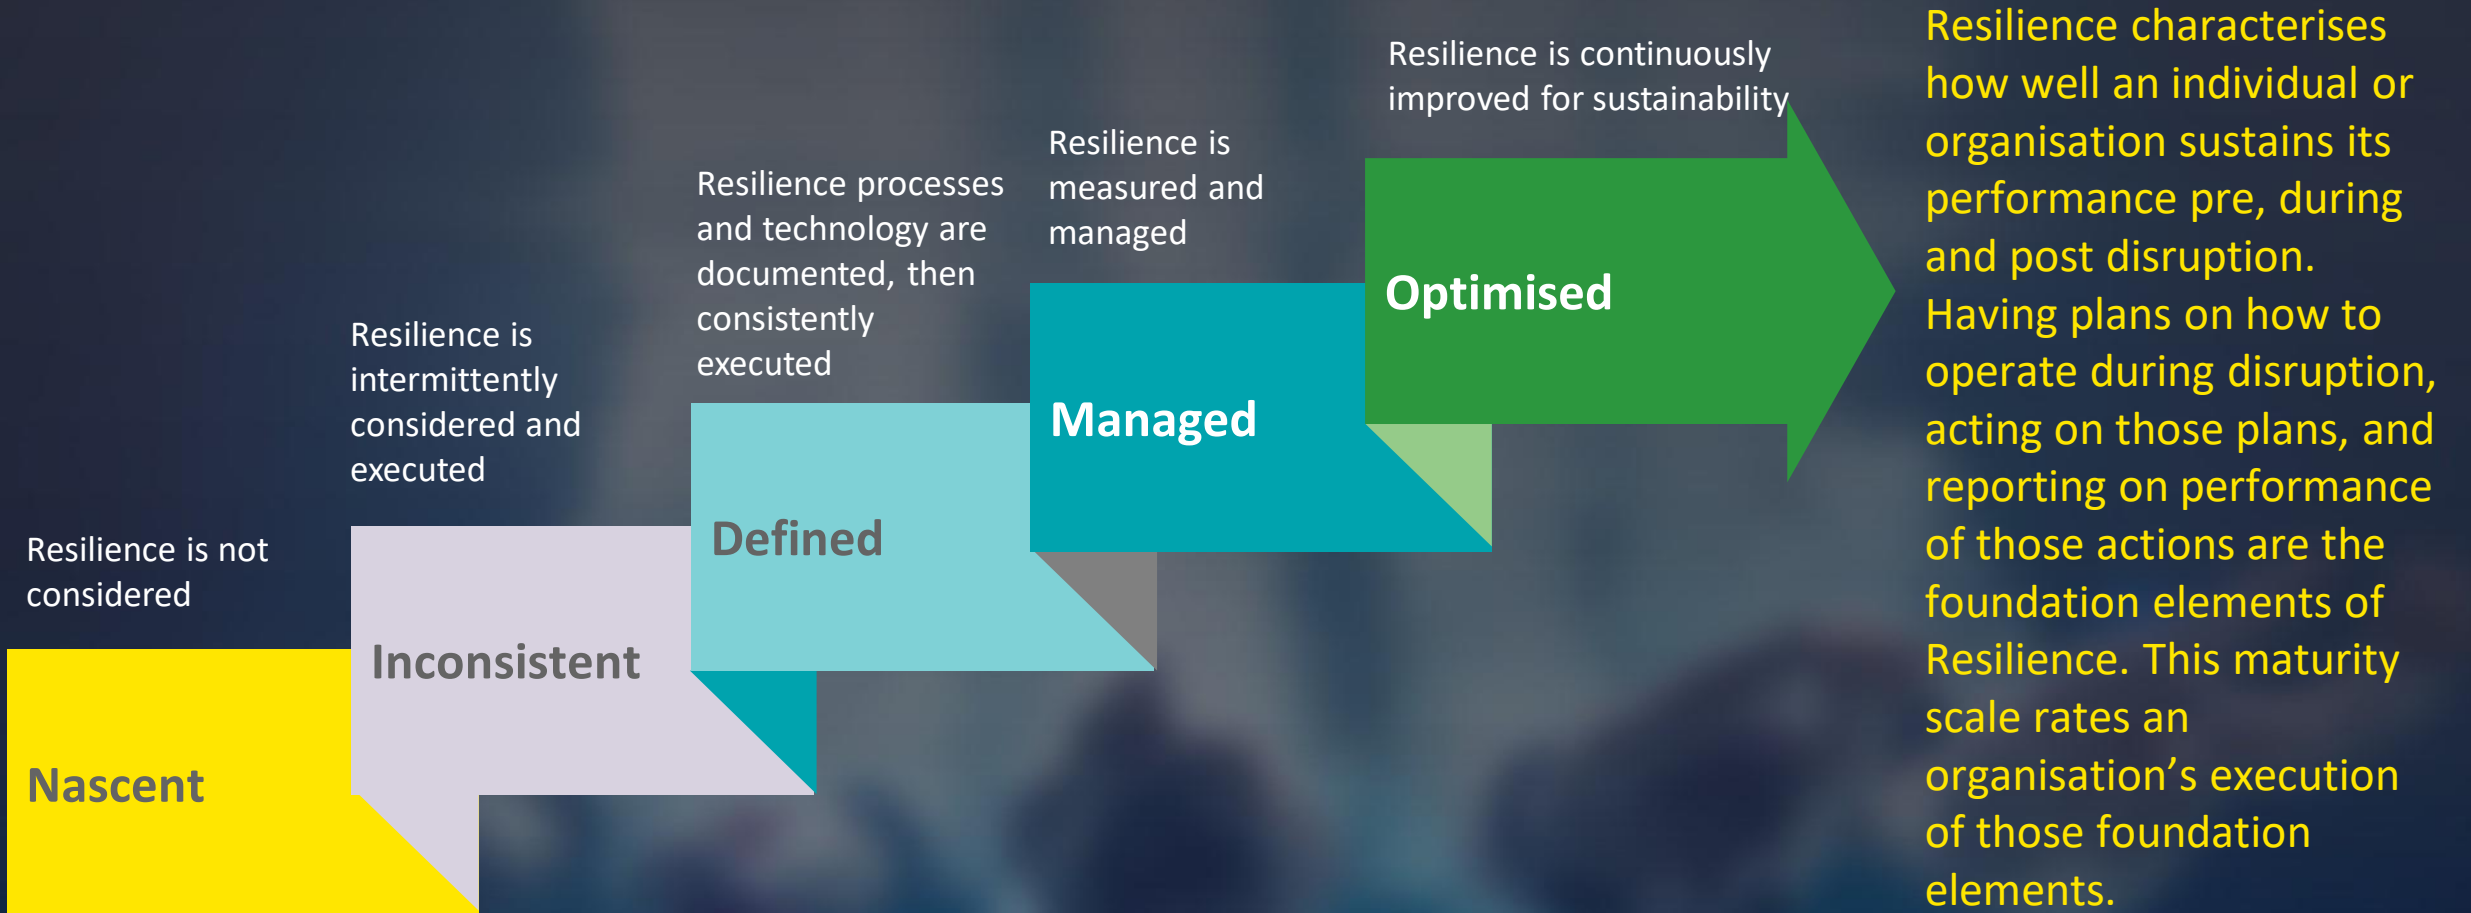 Resilience is not
considered
Nascent
Resilience is
intermittently
considered and
executed
Inconsistent
Resilience processes
and technology are
documented, then
consistently
executed
Defined
Resilience is
measured and
managed
Managed
Resilience is continuously
improved for sustainability
Optimised
Resilience characterises
how well an individual or
organisation sustains its
performance pre, during
and post disruption.
Having plans on how to
operate during disruption,
acting on those plans, and
reporting on performance
of those actions are the
foundation elements of
Resilience. This maturity
scale rates an
organisation’s execution
of those foundation
elements.